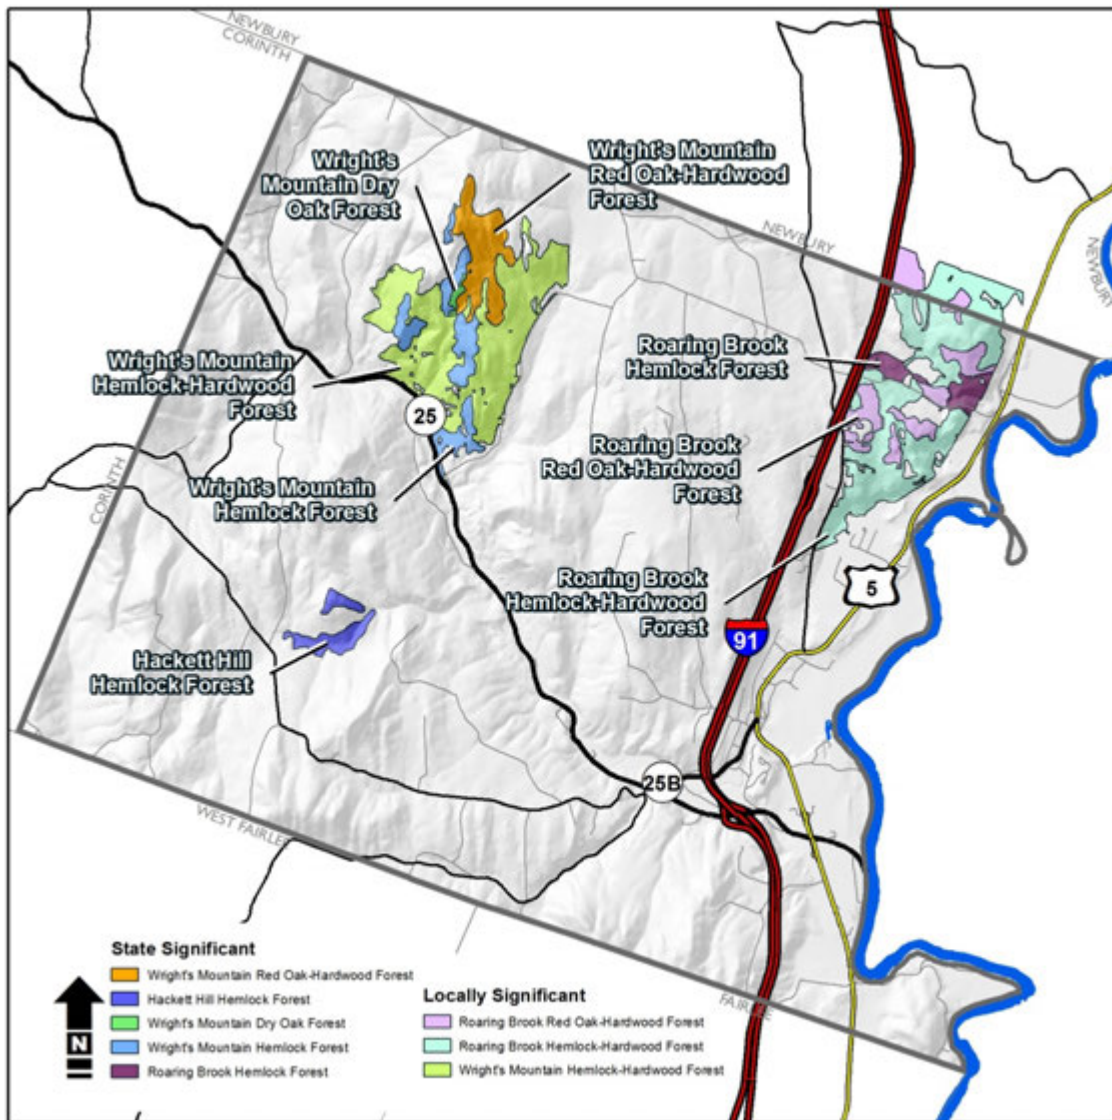 NEWBURY
CORINTH
Wright's
Mountain Dry
Oak Forest
Wright's Mountain
Red Oak-Hardwood
Forest
NEWBURY
NEWBURY
Roaring Brook
Hemlock Forest
Wright's Mountain
Hemlock-Hardwood
Forest
25
Roaring Brook
Red Oak-Hardwood
Forest
CORINTH
Wright's Mountain
Hemlock Forest
Roaring Brook
Hemlock-Hardwood
Forest
5
91
Hackett Hill
Hemlock Forest
25B
WEST FAIRLEE
FAIRLEE
State Significant
Wright's Mountain Red Oak-Hardwood Forest
Hackett Hill Hemlock Forest
Wright's Mountain Dry Oak Forest
Wright's Mountain Hemlock Forest
Roaring Brook Hemlock Forest
N
Locally Significant
Roaring Brook Red Oak-Hardwood Forest
Roaring Brook Hemlock-Hardwood Forest
Wright's Mountain Hemlock-Hardwood Forest